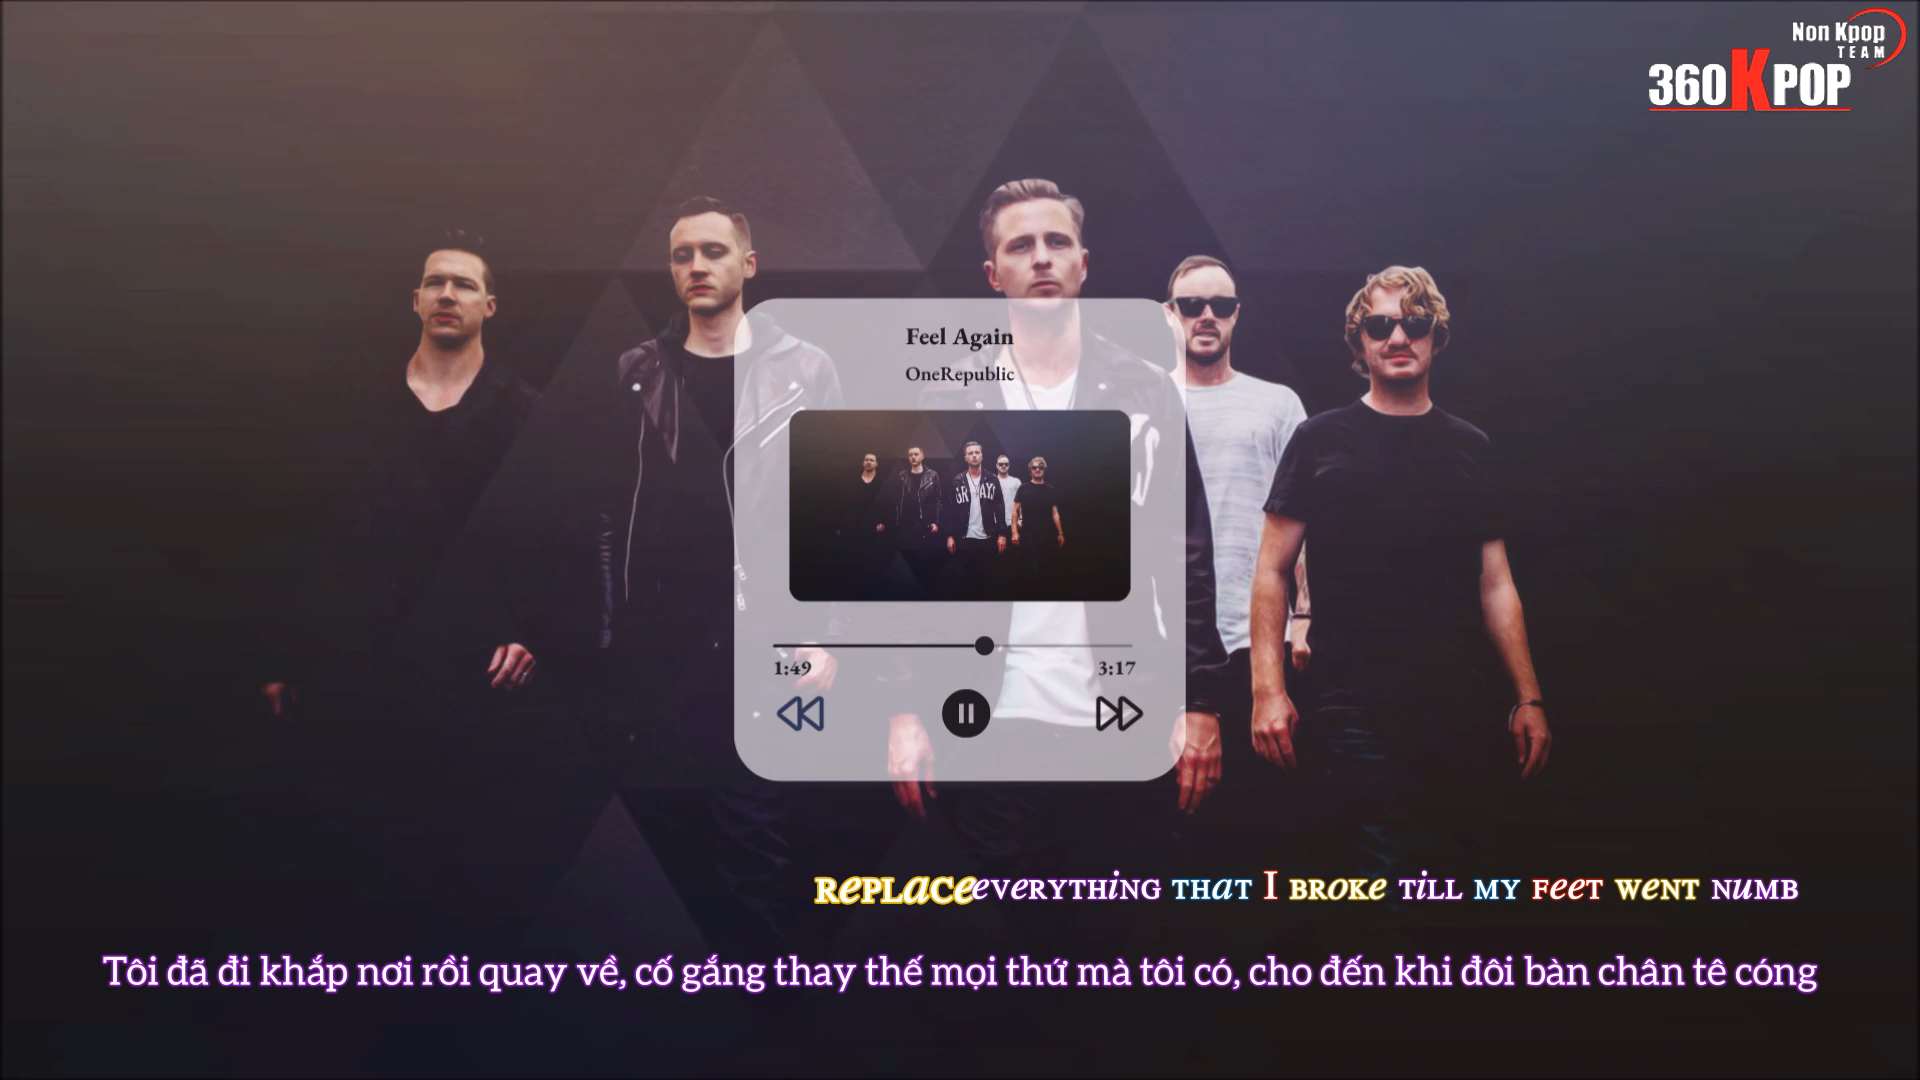 Non Kpop
TEAM
360KPOP
Feel Again
OneRepublic
GR AY
1:49
3:17
REPLACE EVERYTHING THAT I BROKE TILL MY FEET WENT NUMB
Tôi đã đi khắp nơi rồi quay về, cố gắng thay thế mọi thứ mà tôi có, cho đến khi đôi bàn chân tê cóng